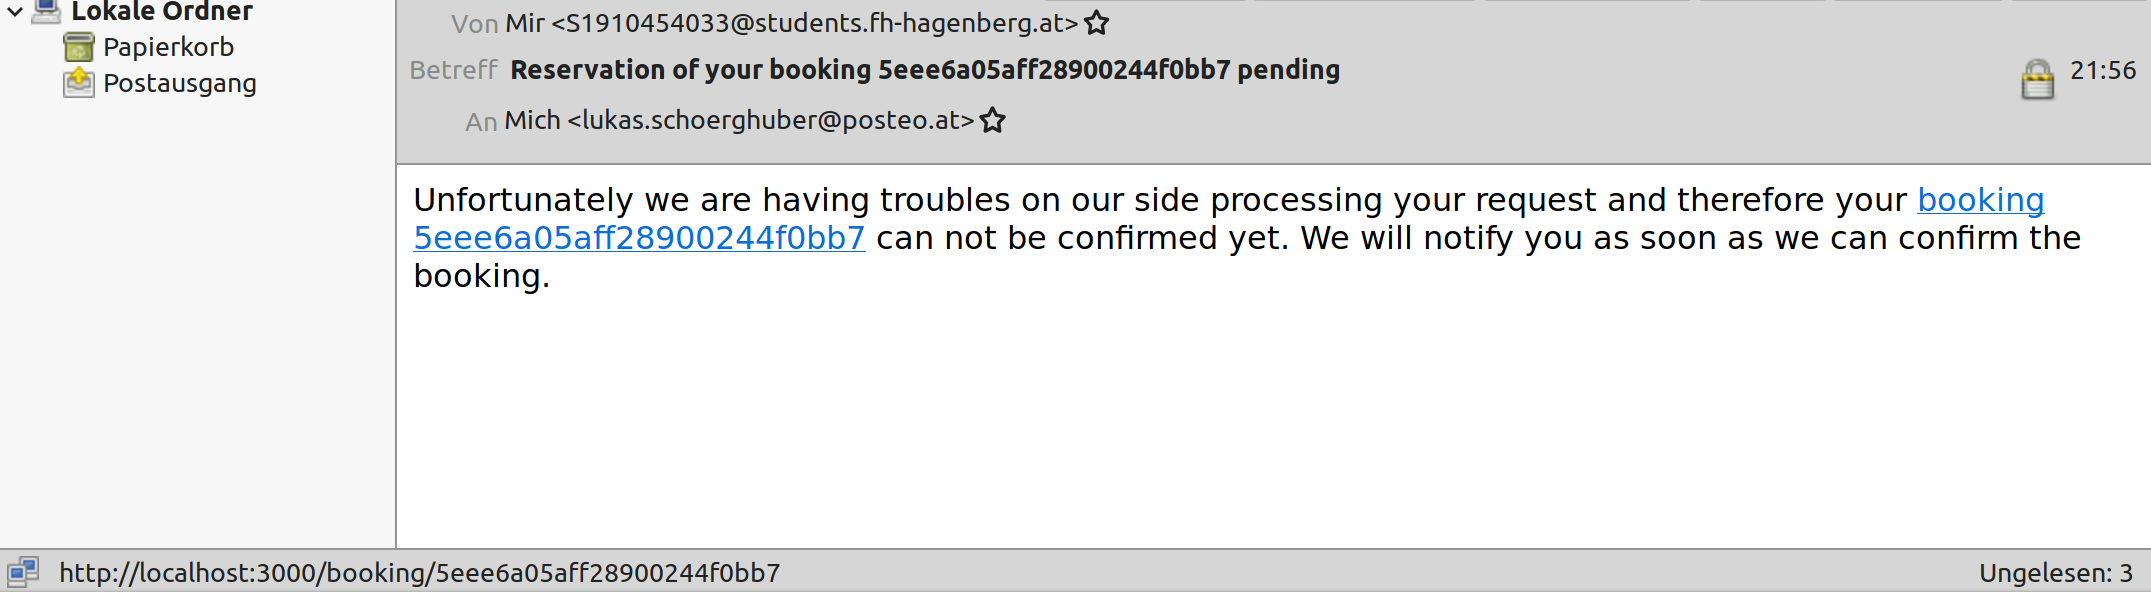 Lokale Ordner
Papierkorb
Postausgang
Von Mir <S1910454033@students.fh-hagenberg.at>
Betreff Reservation of your booking 5eee6a05aff28900244f0bb7 pending
21:56
An Mich <lukas.schoerghuber@posteo.at>
Unfortunately we are having troubles on our side processing your request and therefore your booking
5eee6a05aff28900244f0bb7 can not be confirmed yet. We will notify you as soon as we can confirm the
booking.
http://localhost:3000/booking/5eee6a05aff28900244f0bb7
Ungelesen: 3